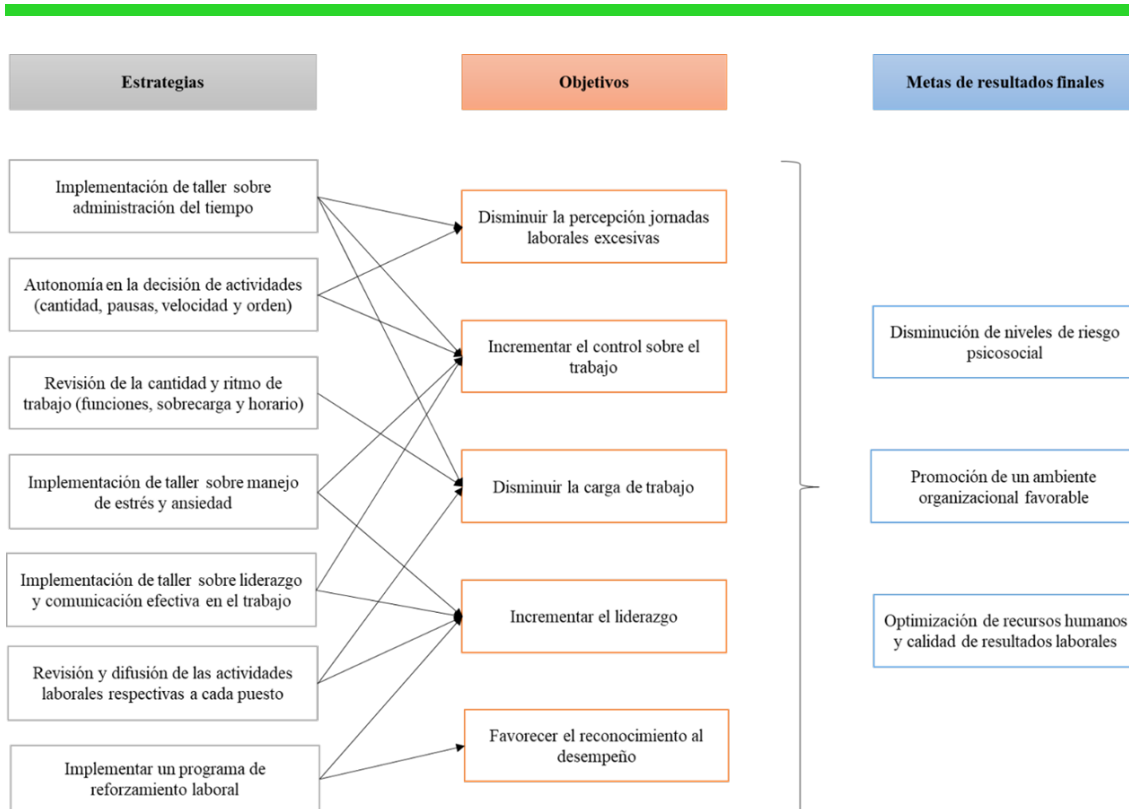 Estrategias
Objetivos
Metas de resultados finales
Implementación de taller sobre
administración del tiempo
Autonomía en la decisión de actividades
(cantidad, pausas, velocidad y orden)
Revisión de la cantidad y ritmo de
trabajo (funciones, sobrecarga y horario)
Implementación de taller sobre manejo
de estrés y ansiedad
Implementación de taller sobre liderazgo
y comunicación efectiva en el trabajo
Revisión y difusión de las actividades
laborales respectivas a cada puesto
Implementar un programa de
reforzamiento laboral
Disminuir la percepción jornadas
laborales excesivas
Incrementar el control sobre el
trabajo
Disminuir la carga de trabajo
Incrementar el liderazgo
Favorecer el reconocimiento al
desempeño
Disminución de niveles de riesgo
psicosocial
Promoción de un ambiente
organizacional favorable
Optimización de recursos humanos
y calidad de resultados laborales